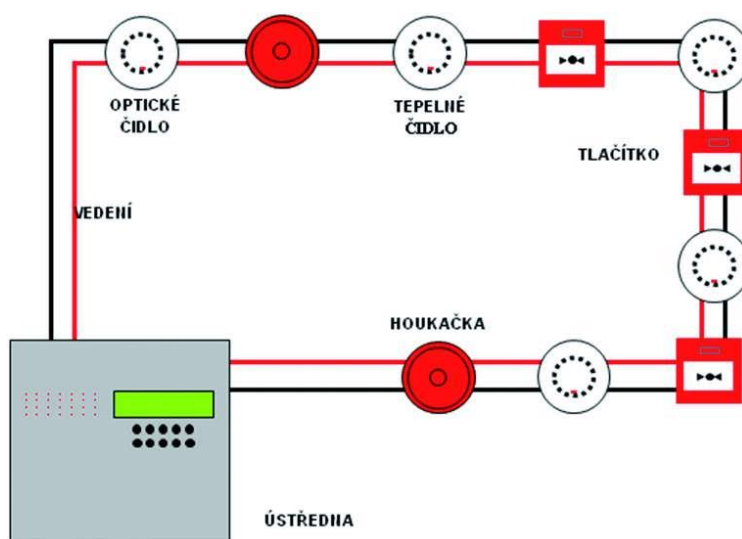 OPTICKÉ
ČIDLO
TEPELNÉ
ČIDLO
TLAČÍTKO
VEDENÍ
HOUKAČKA
ÚSTŘEDNA